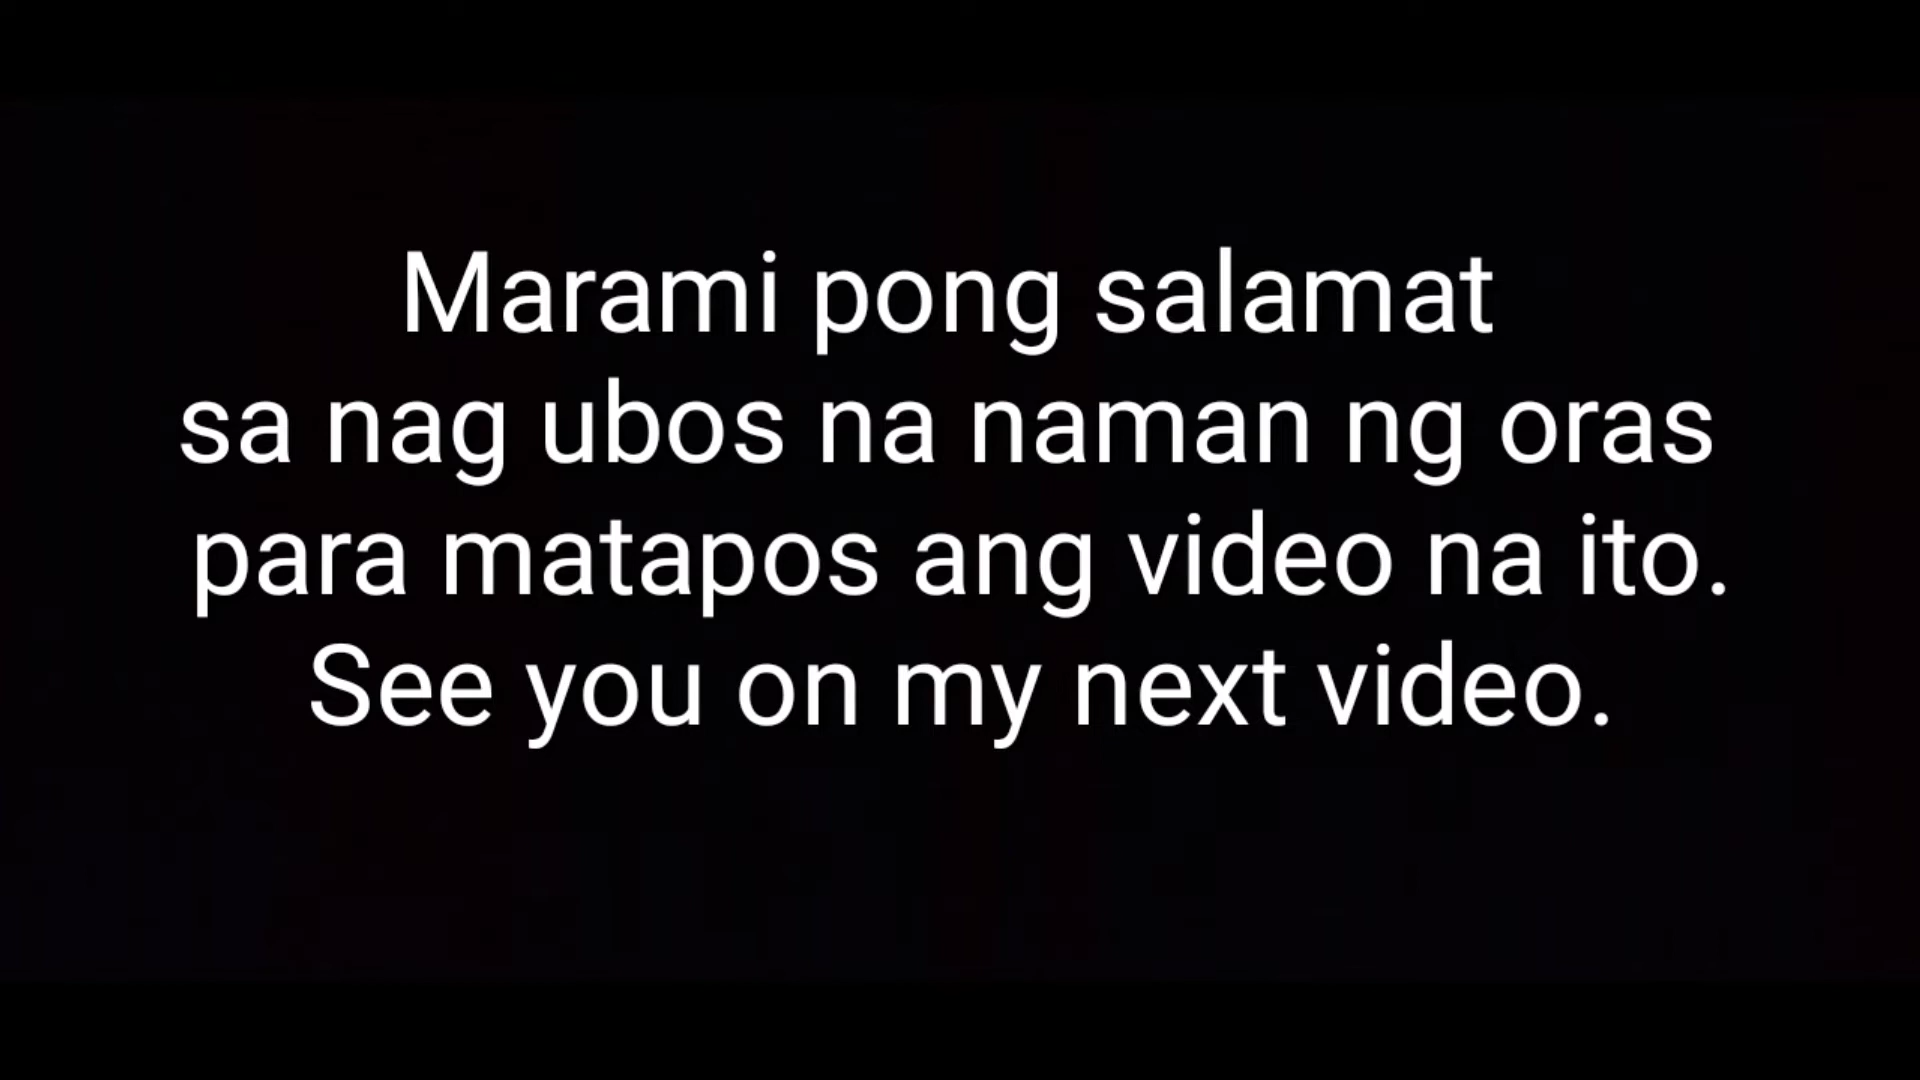 Marami pong salamat
sa nag ubos na naman ng oras
para matapos ang video na ito.
See you on my next video.